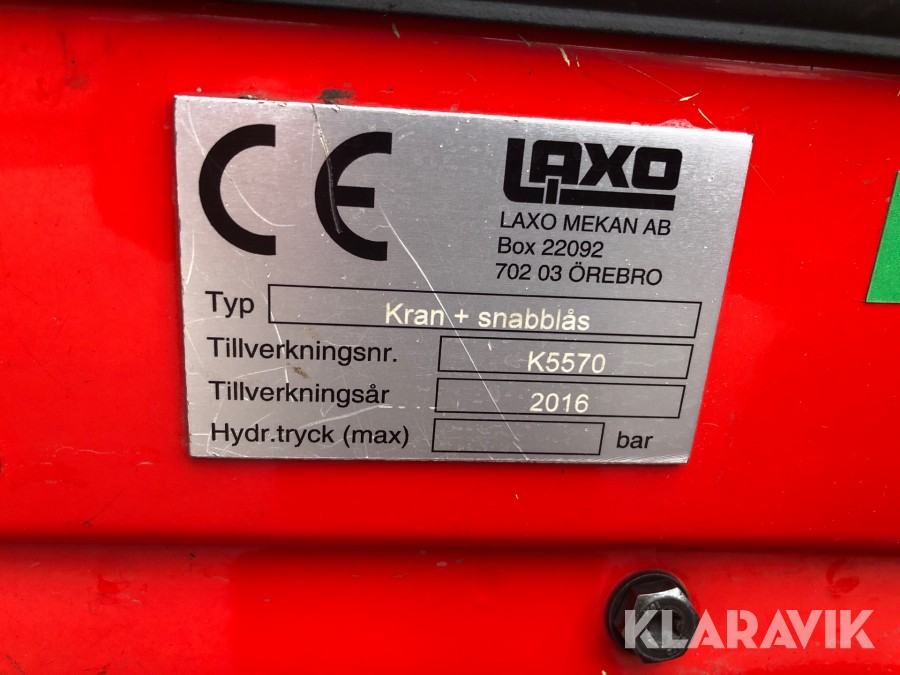 CE
LAXO
LAXO MEKAN AB
Box 22092
702 03 ÖREBRO
Typ Kran + snabblås
Tillverkningsnr. K5570
Tillverkningsår 2016
Hydr.tryck (max) bar
KLARAVIK